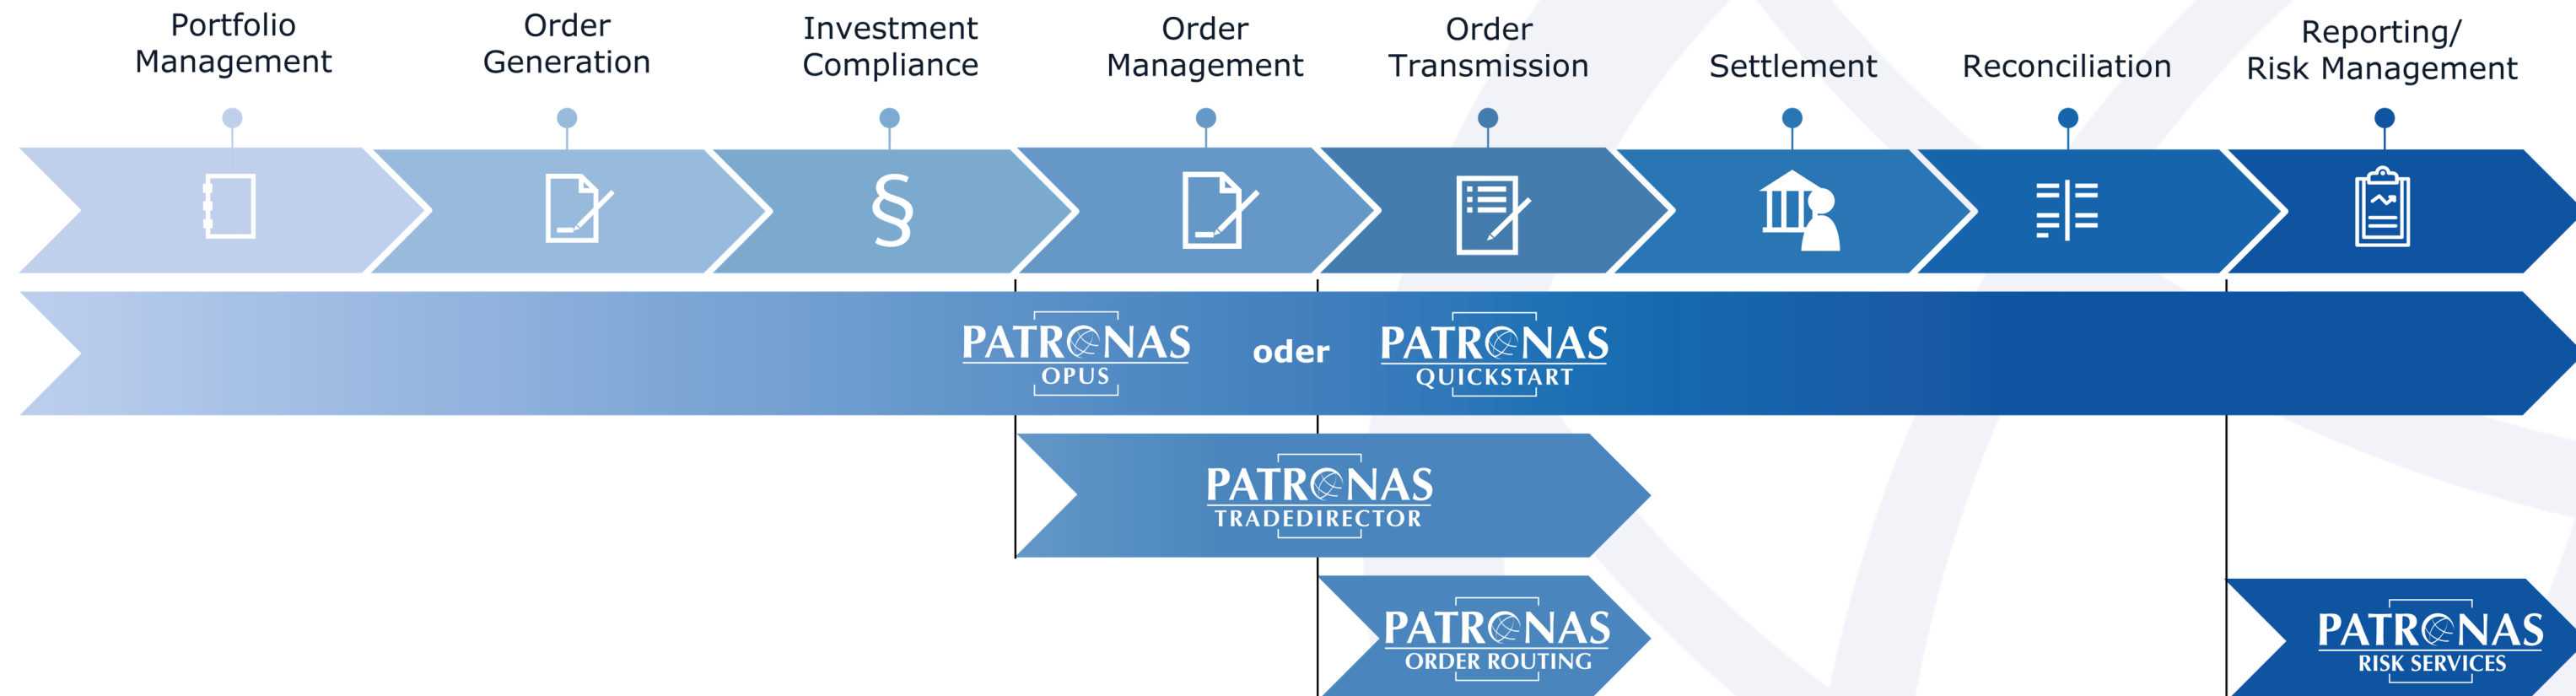 Portfolio
Management
Order
Generation
Investment
Compliance
Order
Management
Order
Transmission
Settlement
Reconciliation
Reporting/
Risk Management
§
PATRONAS
OPUS
oder
PATRONAS
QUICKSTART
PATRONAS
TRADEDIRECTOR
PATRONAS
ORDER ROUTING
PATRONAS
RISK SERVICES